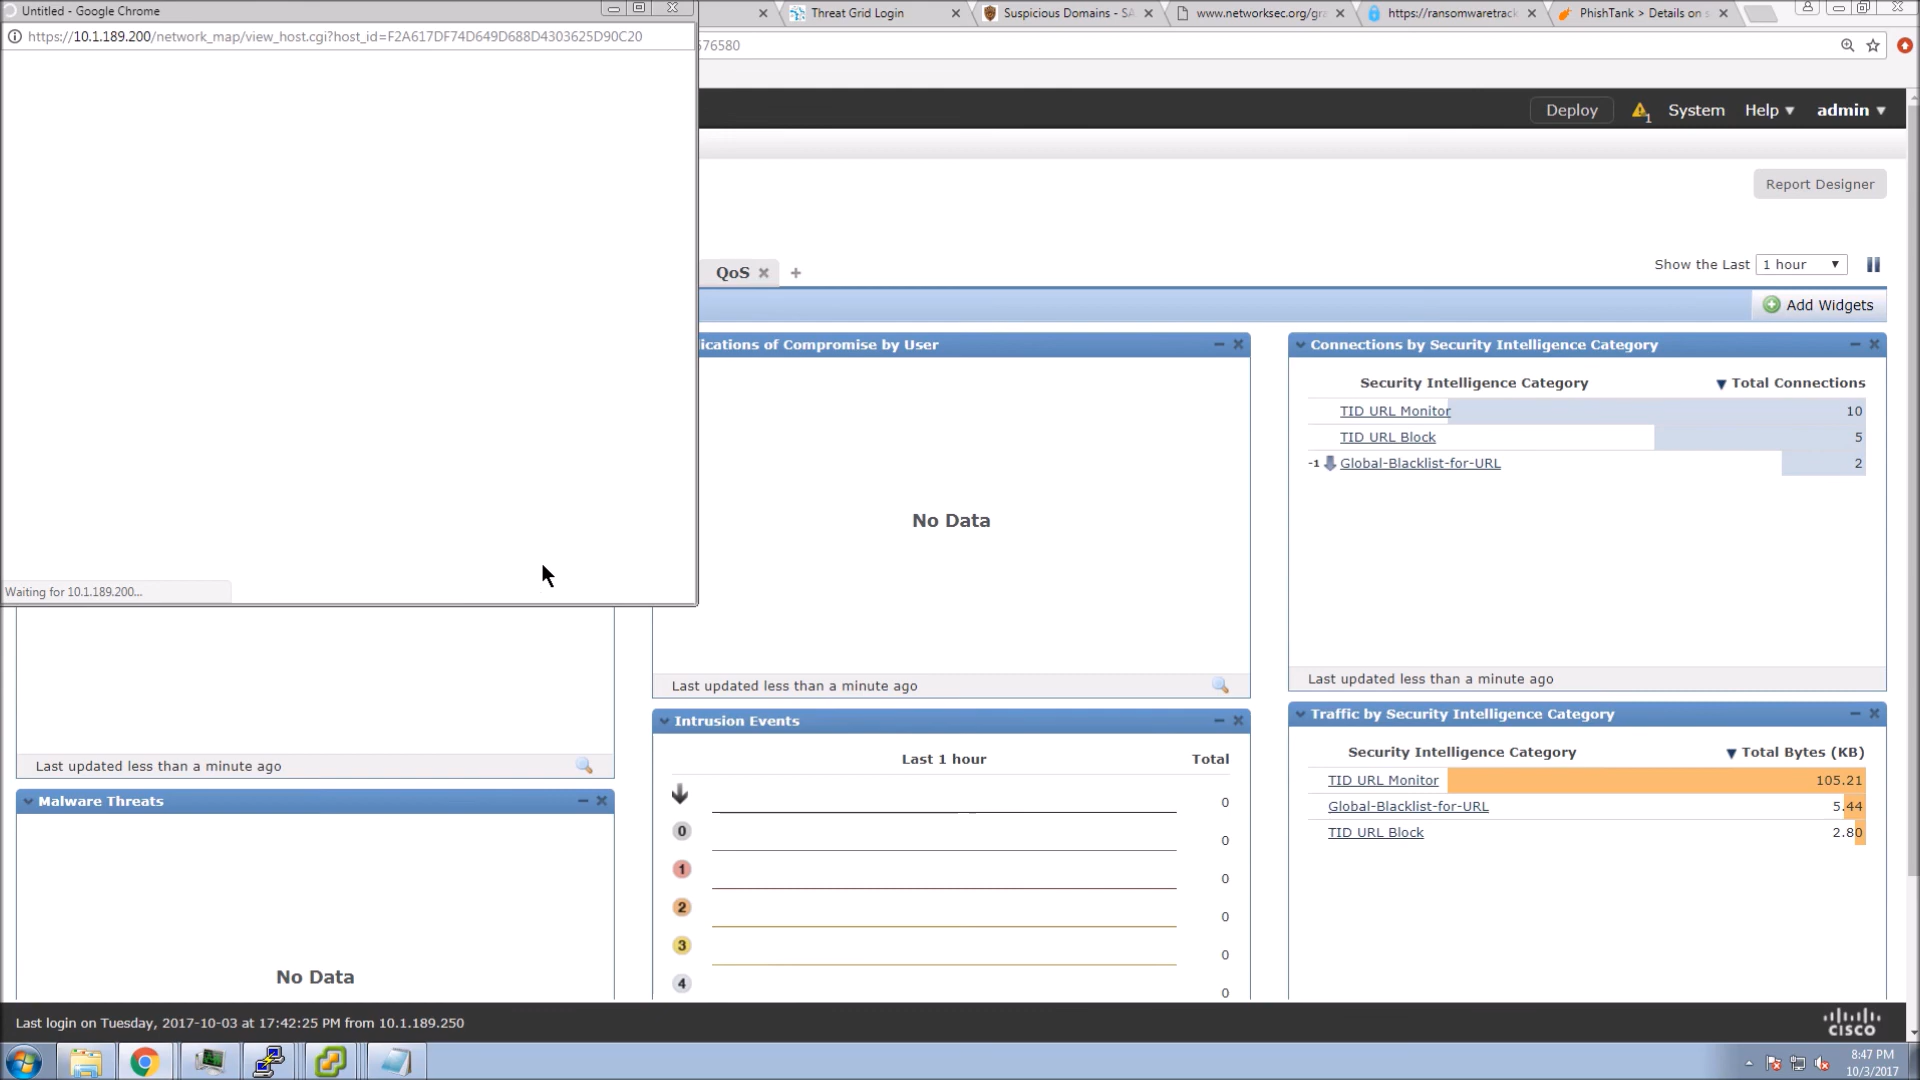 Untitled - Google Chrome
https://10.1.189.200/network_map/view_host.cgi?host_id=F2A617DF74D649D688D4303625D90C20
Waiting for 10.1.189.200...
Threat Grid Login
Suspicious Domains - SA
www.networksec.org/gra
https://ransomwaretrack
PhishTank > Details on s
76580
Deploy
1
System
Help
admin
Report Designer
QoS
+
Show the Last
1 hour
Add Widgets
ications of Compromise by User
No Data
Last updated less than a minute ago
Connections by Security Intelligence Category
Security Intelligence Category
Total Connections
TID URL Monitor
10
TID URL Block
5
-1
Global-Blacklist-for-URL
2
Last updated less than a minute ago
Last updated less than a minute ago
Malware Threats
No Data
Intrusion Events
Last 1 hour
Total
0
0
0
1
0
2
0
3
0
4
0
Traffic by Security Intelligence Category
Security Intelligence Category
Total Bytes (KB)
TID URL Monitor
105.21
Global-Blacklist-for-URL
5.44
TID URL Block
2.80
Last login on Tuesday, 2017-10-03 at 17:42:25 PM from 10.1.189.250
CISCO
8:47 PM
10/3/2017